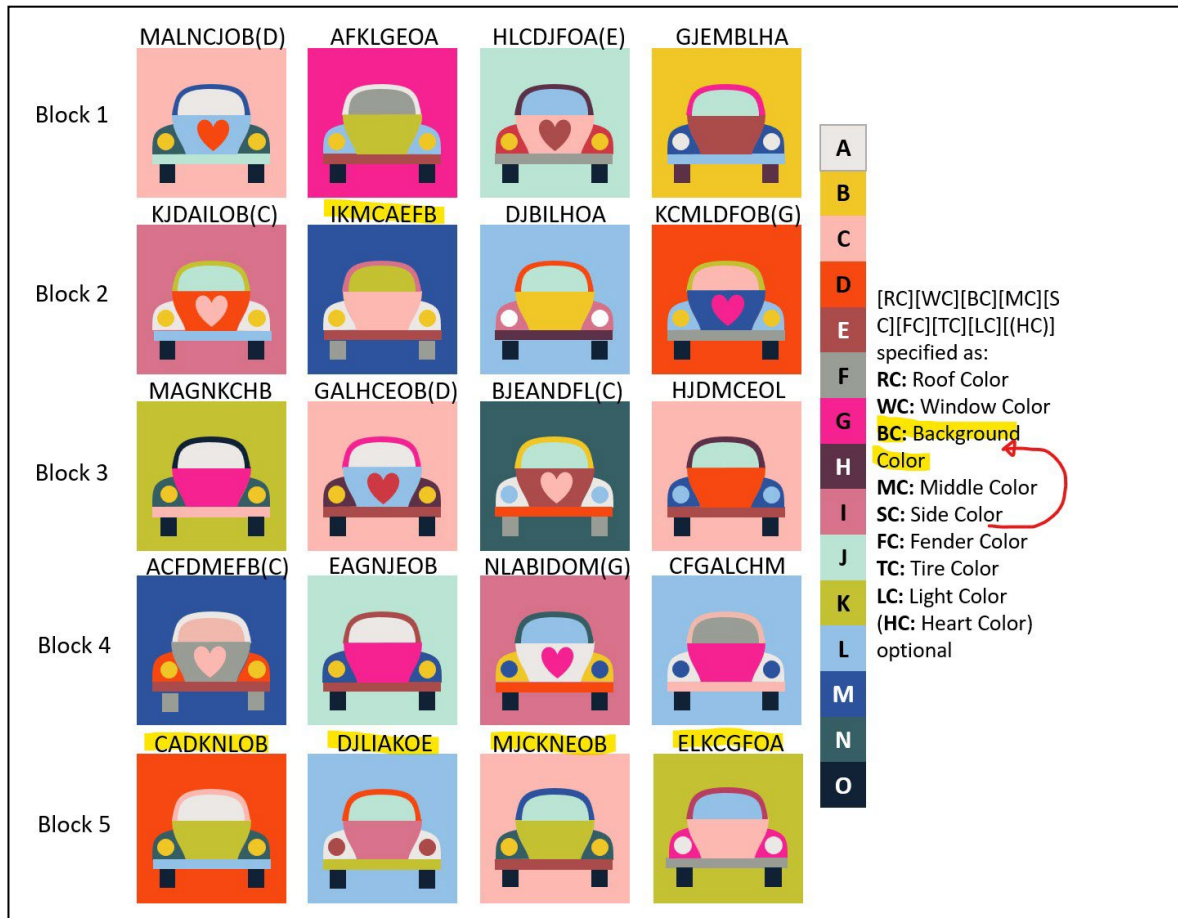 MALNCJOB(D) AFKLGEOA HLCDJFOA(E) GJEMBLHA
Block 1
KJDAILOB(C) IKMCAEFB DJBILHOA KCMLDFOB(G)
Block 2
MAGNKCHB GALHCEOB(D) BJEANDFL(C) HJDMCEOL
Block 3
ACFDMEFB(C) EAGNJEOB NLABIDOM(G) CFGALCHM
Block 4
CADKNLOB DJLIAKOE MJCKNEOB ELKCGFOA
Block 5
A
B
C
D
E
F
G
H
I
J
K
L
M
N
O
[RC][WC][BC][MC][S
C][FC][TC][LC][(HC)]
specified as:
RC: Roof Color
WC: Window Color
BC: Background
Color
MC: Middle Color
SC: Side Color
FC: Fender Color
TC: Tire Color
LC: Light Color
(HC: Heart Color)
optional